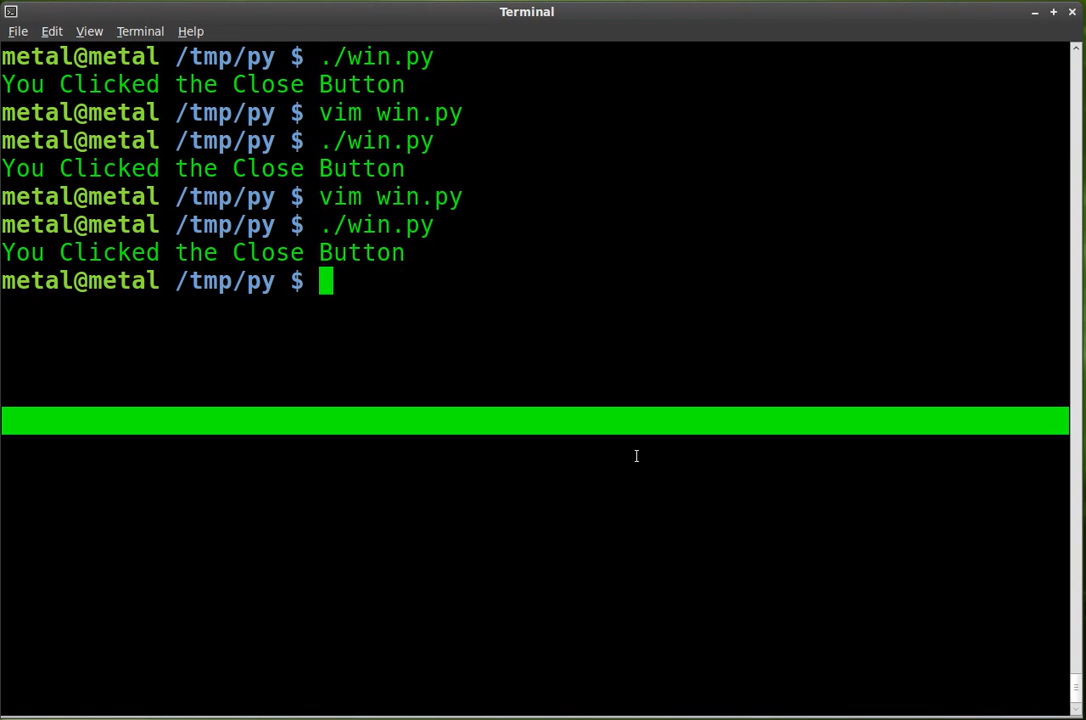 Terminal
File Edit View Terminal Help
metal@metal /tmp/py $ ./win.py
You Clicked the Close Button
metal@metal /tmp/py $ vim win.py
metal@metal /tmp/py $ ./win.py
You Clicked the Close Button
metal@metal /tmp/py $ vim win.py
metal@metal /tmp/py $ ./win.py
You Clicked the Close Button
metal@metal /tmp/py $